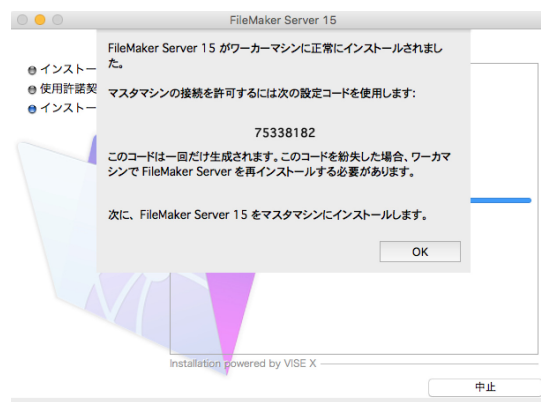 FileMaker Server 15
FileMaker Server 15 がワーカーマシンに正常にインストールされまし
た。
マスタマシンの接続を許可するには次の設定コードを使用します:
75338182
このコードは一回だけ生成されます。このコードを紛失した場合、ワーカマ
シンで FileMaker Server を再インストールする必要があります。
次に、FileMaker Server 15 をマスタマシンにインストールします。
OK
インストー
使用許諾契
インストー
Installation powered by VISE X
中止